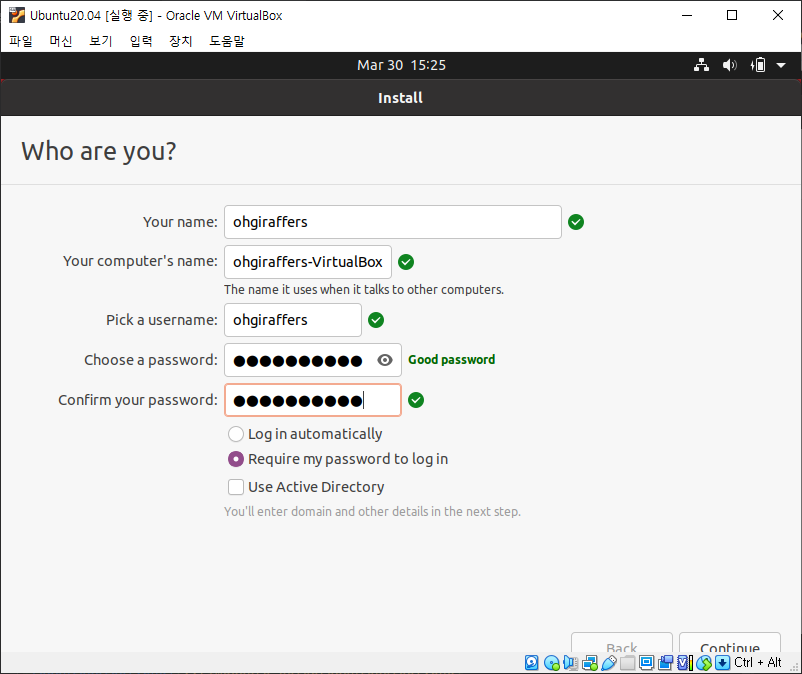 Ubuntu20.04 [실행 중] - Oracle VM VirtualBox
파일 머신 보기 입력 장치 도움말
Mar 30 15:25
Install
Who are you?
Your name: ohgiraffers
Your computer's name: ohgiraffers-VirtualBox
The name it uses when it talks to other computers.
Pick a username: ohgiraffers
Choose a password: ●●●●●●●●●● Good password
Confirm your password: ●●●●●●●●●●
Log in automatically
Require my password to log in
Use Active Directory
You'll enter domain and other details in the next step.
Back Continue
Ctrl + Alt